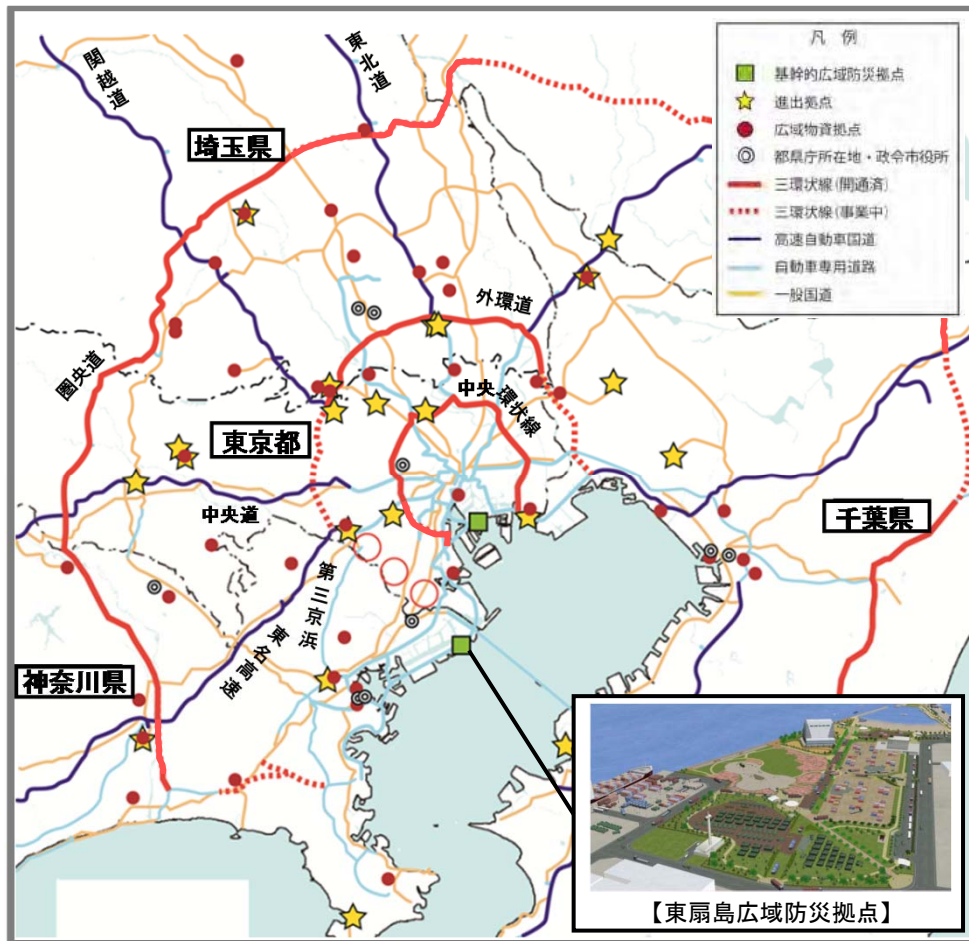 関越道
東北道
埼玉県
外環道
圏央道
中央環状線
東京都
中央道
千葉県
第三京浜
東名高速
神奈川県
凡 例
基幹的広域防災拠点
進出拠点
広域物資拠点
都県庁所在地・政令市役所
三環状線(開通済)
三環状線(事業中)
高速自動車国道
自動車専用道路
一般国道
【東扇島広域防災拠点】